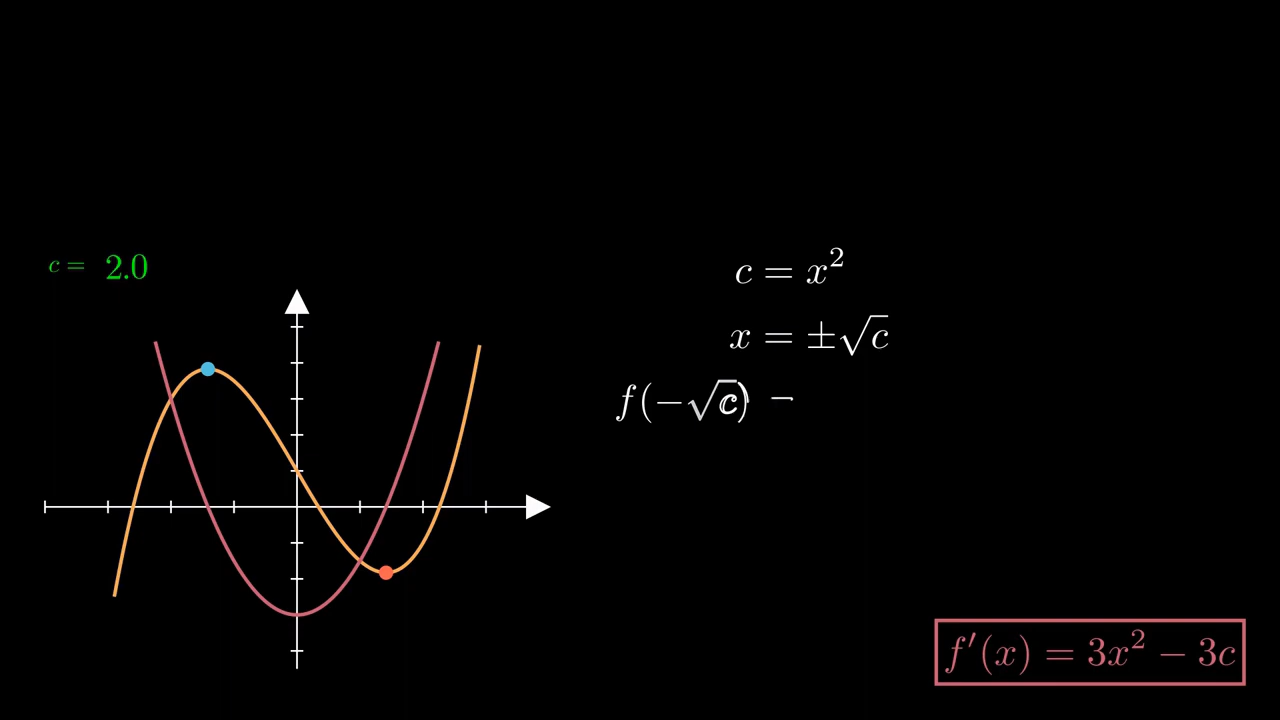 c = 2.0
c = x²
x = ±√c
f(−√c) =
f′(x) = 3x² − 3c